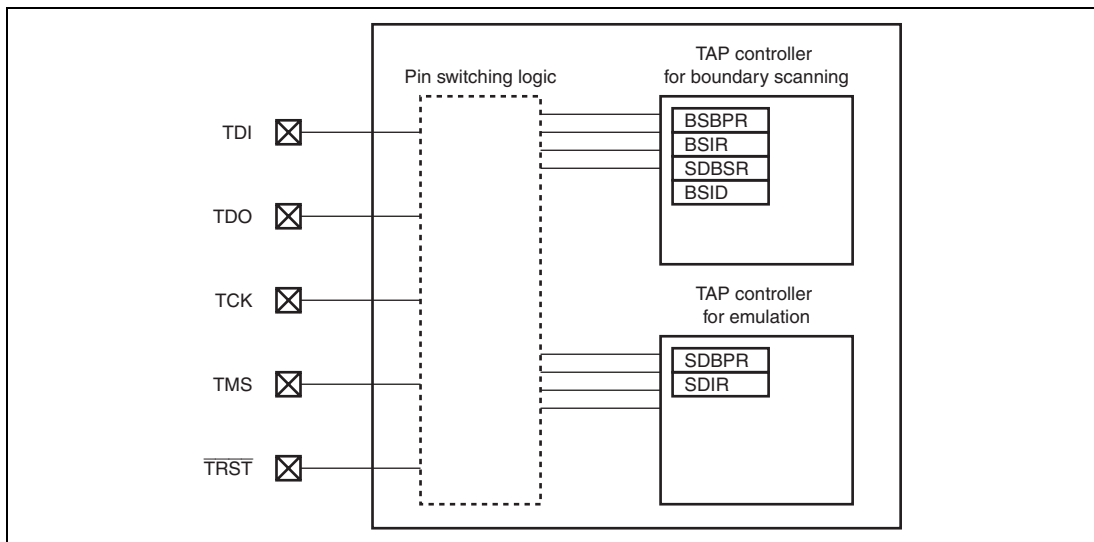 TAP controller
for boundary scanning
Pin switching logic
BSBPR
BSIR
SDBSR
BSID
TDI
TDO
TCK
TMS
TRST
TAP controller
for emulation
SDBPR
SDIR